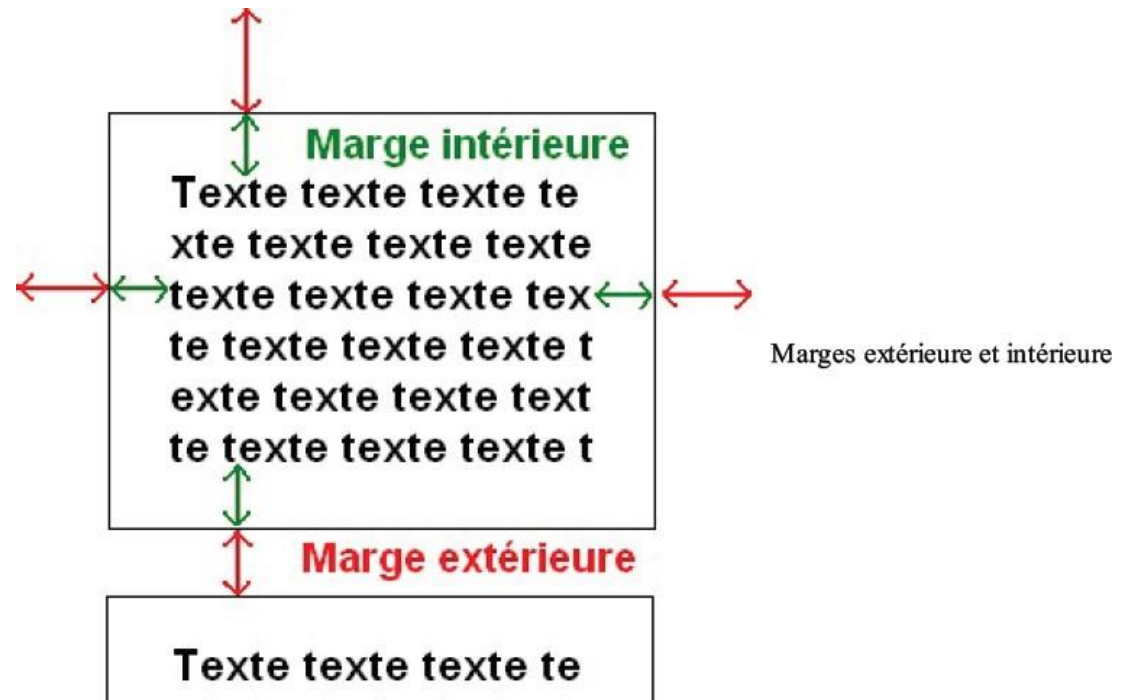 Marge intérieure
Texte texte texte te
xte texte texte texte
texte texte texte tex
te texte texte texte t
exte texte texte text
te texte texte texte t
Marges extérieure et intérieure
Marge extérieure
Texte texte texte te